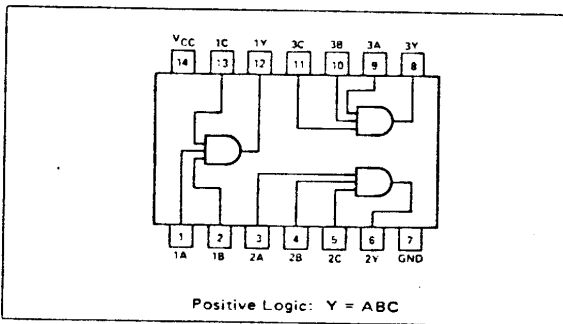 VCC 1C 1Y 3C 3B 3A 3Y
14 13 12 11 10 9 8
1 2 3 4 5 6 7
1A 1B 2A 2B 2C 2Y GND
Positive Logic: Y = ABC